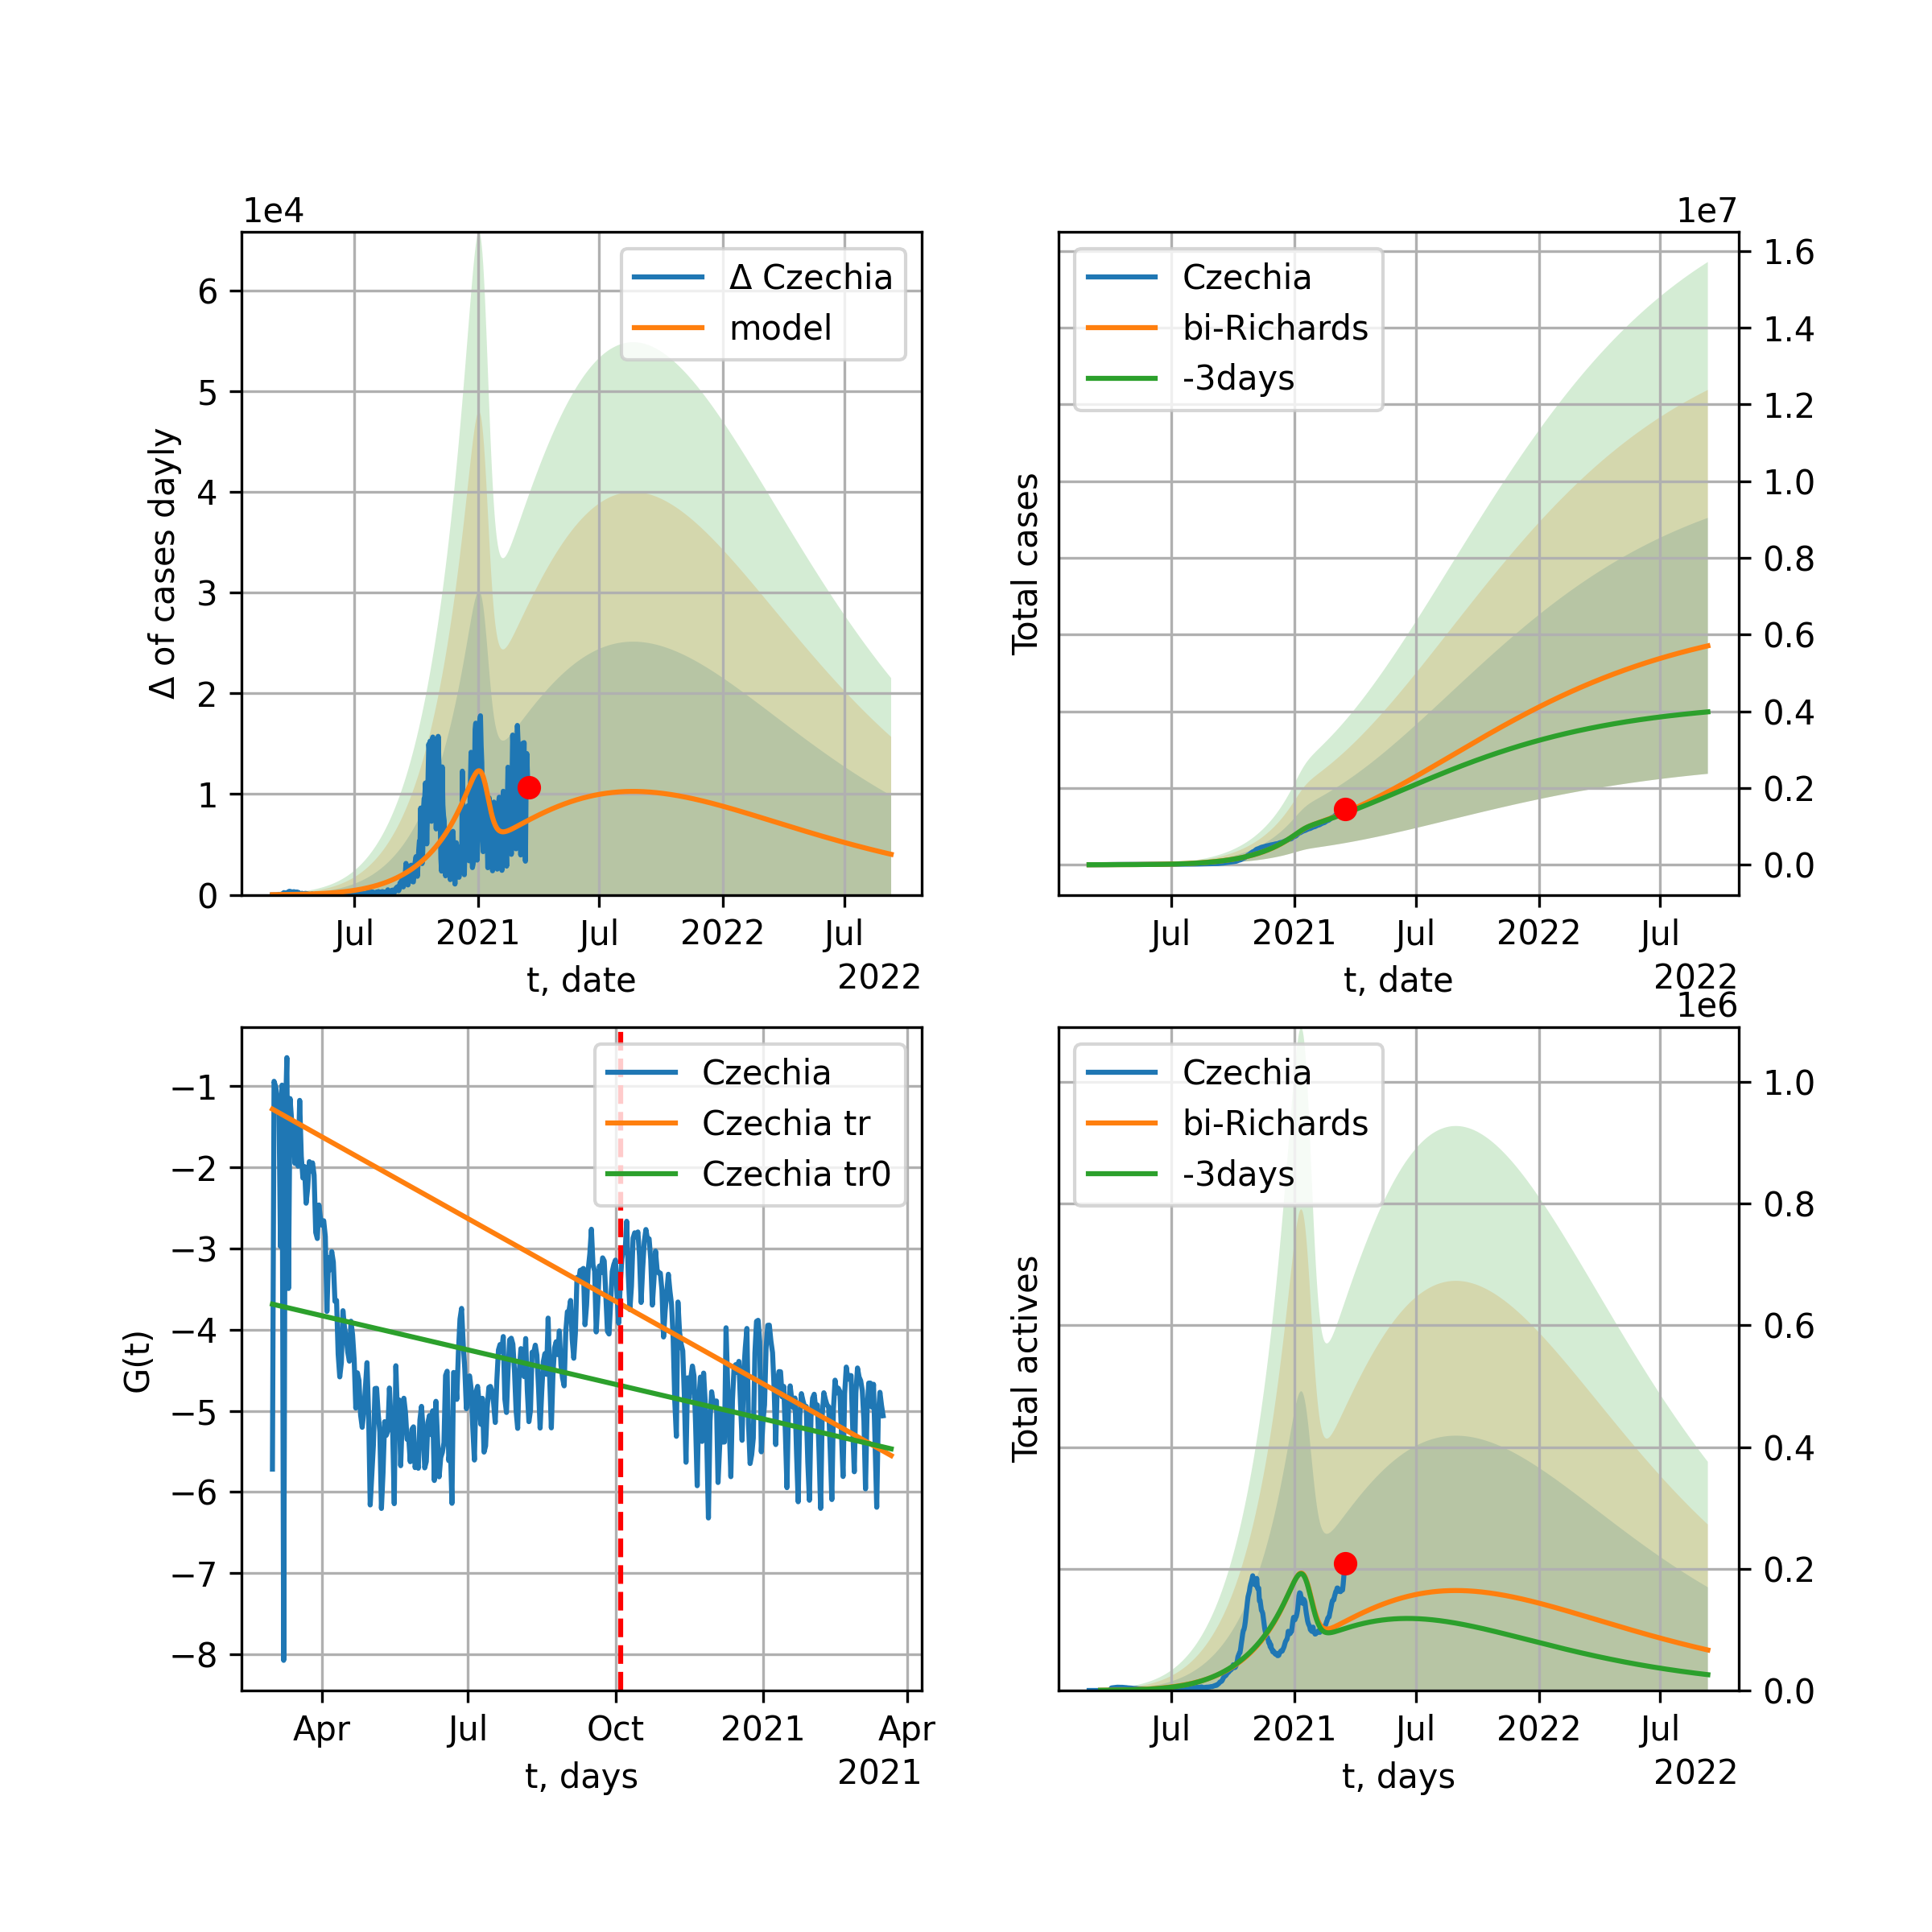 1e4
Δ of cases dayly
6
5
4
3
2
1
0
Δ Czechia
model
Jul
2021
Jul
2022
Jul
t, date
2022
1e7
Total cases
Czechia
bi-Richards
-3days
1.6
1.4
1.2
1.0
0.8
0.6
0.4
0.2
0.0
Jul
2021
Jul
2022
Jul
t, date
2022
G(t)
−1
−2
−3
−4
−5
−6
−7
−8
Czechia
Czechia tr
Czechia tr0
Apr
Jul
Oct
2021
Apr
t, days
2021
1e6
Total actives
Czechia
bi-Richards
-3days
1.0
0.8
0.6
0.4
0.2
0.0
Jul
2021
Jul
2022
Jul
t, days
2022